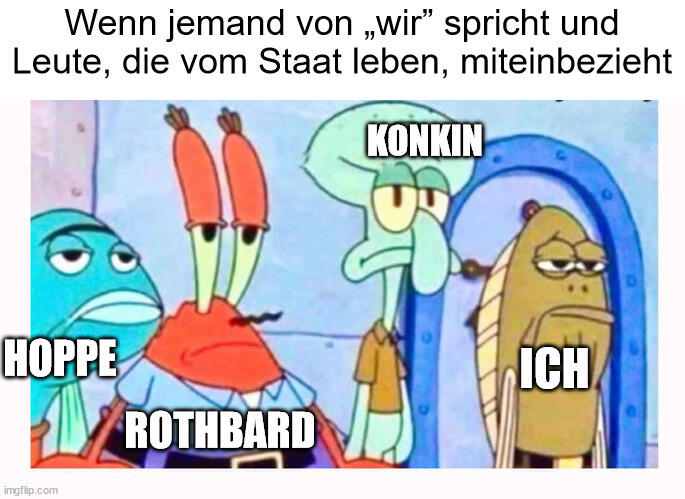 Wenn jemand von „wir” spricht und
Leute, die vom Staat leben, miteinbezieht
KONKIN
HOPPE
ICH
ROTHBARD
imgflip.com